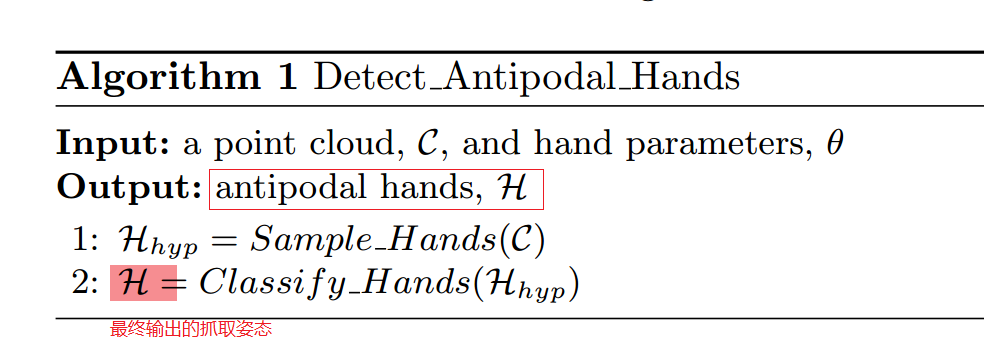 Algorithm 1 Detect_Antipodal_Hands
Input: a point cloud, 𝒞, and hand parameters, θ
Output: antipodal hands, ℋ
1: ℋ_hyp = Sample_Hands(𝒞)
2: ℋ = Classify_Hands(ℋ_hyp)
最终输出的抓取姿态